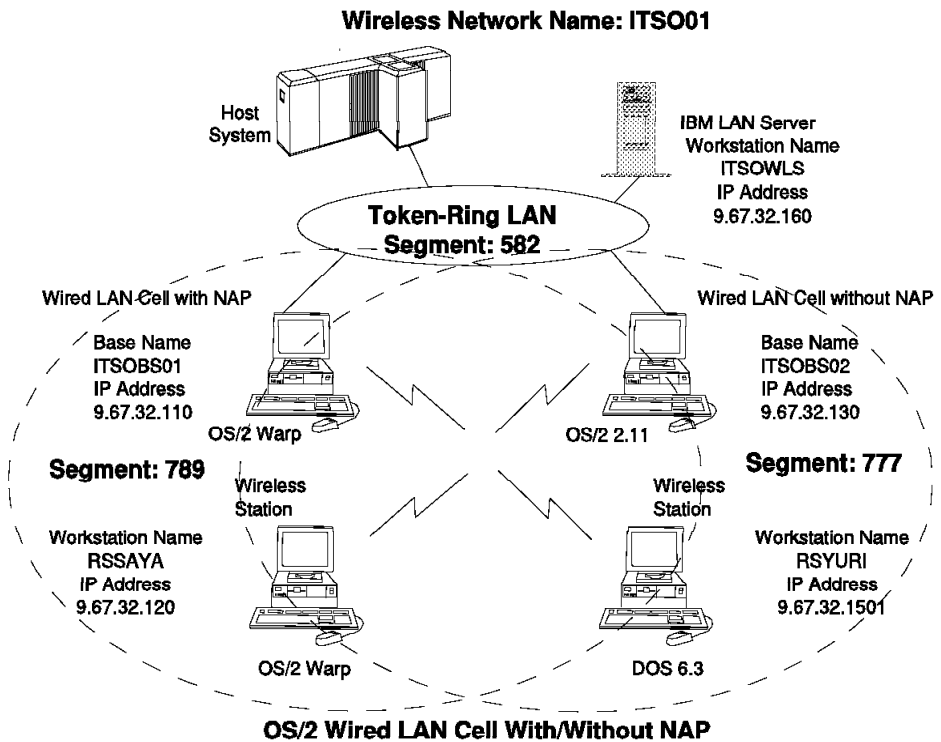 Wireless Network Name: ITSO01
Host
System
IBM LAN Server
Workstation Name
ITSOWLS
IP Address
9.67.32.160
Token-Ring LAN
Segment: 582
Wired LAN Cell with NAP
Base Name
ITSOBS01
IP Address
9.67.32.110
OS/2 Warp
Wired LAN Cell without NAP
Base Name
ITSOBS02
IP Address
9.67.32.130
OS/2 2.11
Segment: 789
Segment: 777
Wireless
Station
Workstation Name
RSSAYA
IP Address
9.67.32.120
OS/2 Warp
Wireless
Station
Workstation Name
RSYURI
IP Address
9.67.32.1501
DOS 6.3
OS/2 Wired LAN Cell With/Without NAP